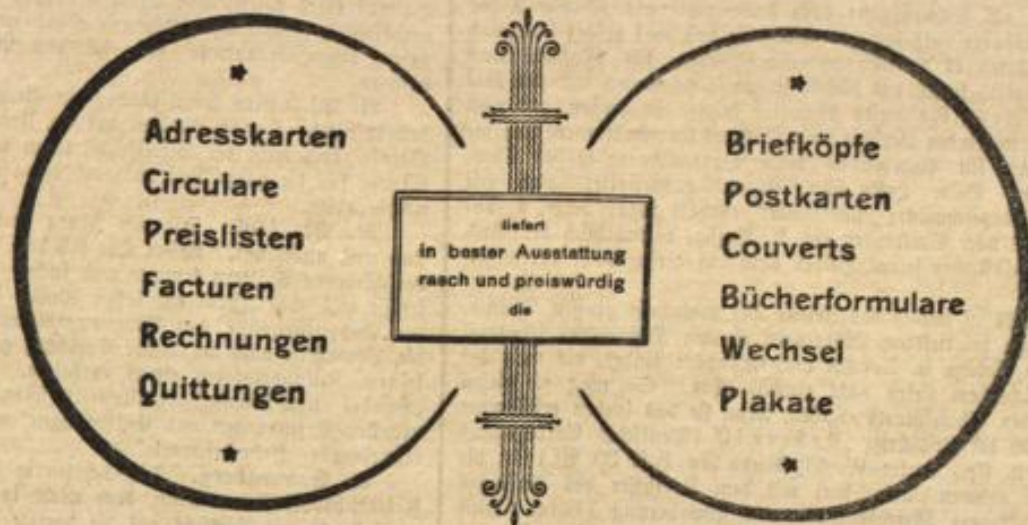 Adresskarten
Circulare
Preislisten
Facturen
Rechnungen
Quittungen
liefert
in bester Ausstattung
rasch und preiswürdig
die
Briefköpfe
Postkarten
Couverts
Bücherformulare
Wechsel
Plakate